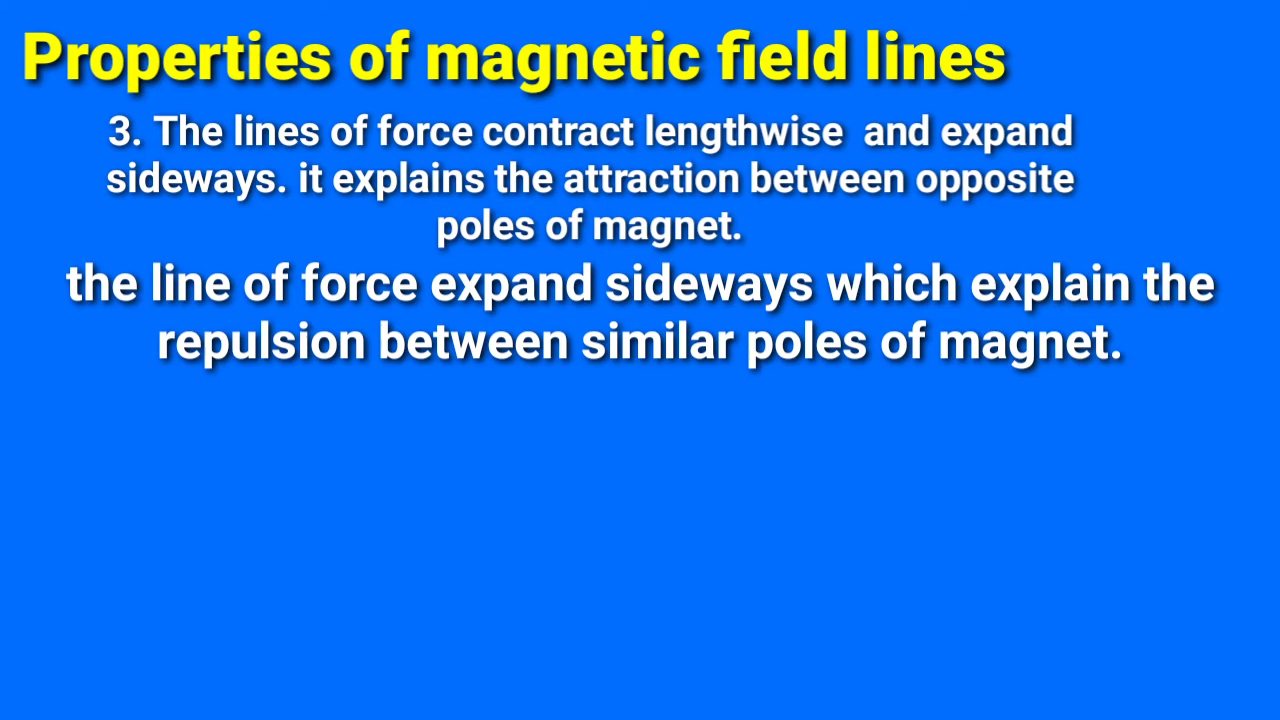 Properties of magnetic field lines
3. The lines of force contract lengthwise  and expand
sideways. it explains the attraction between opposite
poles of magnet.
the line of force expand sideways which explain the
repulsion between similar poles of magnet.